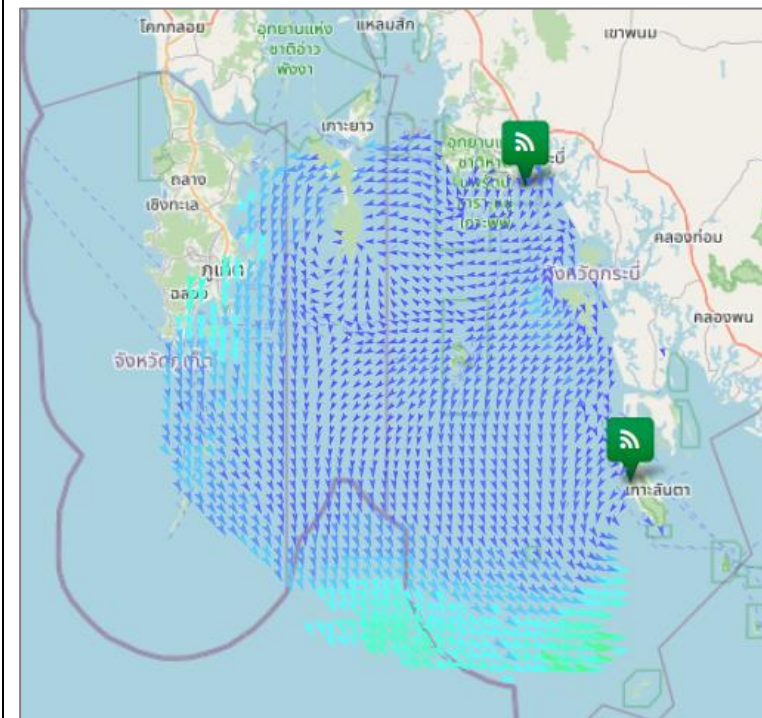 โคกกลอย
อุทยานแห่ง
ชาติอ่าว
พังงา
แหลมสัก
เขาพนม
เกาะยาว
ถลาง
เชิงทะเล
คลองท่อม
ภูเก็ต
ฉลอง
จังหวัดกระบี่
คลองพน
จังหวัดภูเก็ต
เกาะลันตา